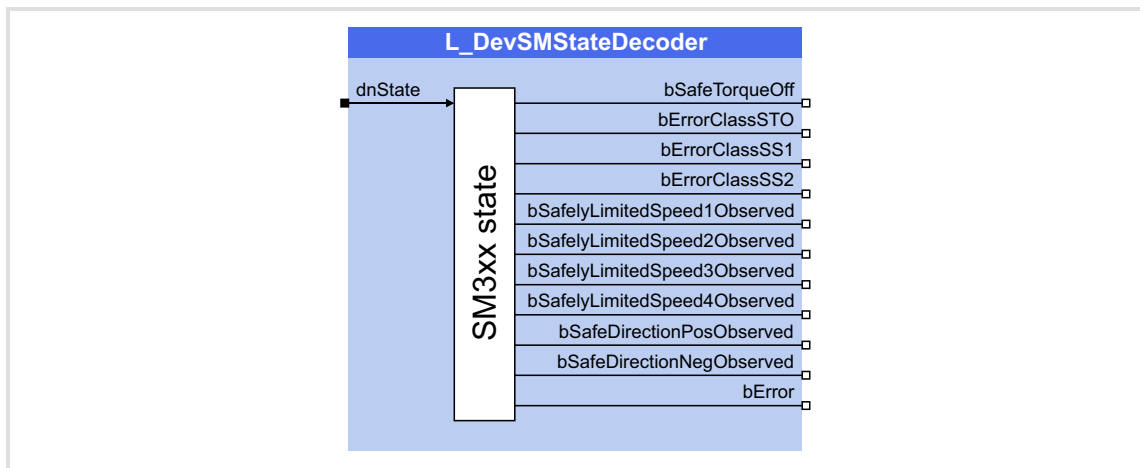 L_DevSMStateDecoder
dnState
SM3xx state
bSafeTorqueOff
bErrorClassSTO
bErrorClassSS1
bErrorClassSS2
bSafelyLimitedSpeed1Observed
bSafelyLimitedSpeed2Observed
bSafelyLimitedSpeed3Observed
bSafelyLimitedSpeed4Observed
bSafeDirectionPosObserved
bSafeDirectionNegObserved
bError